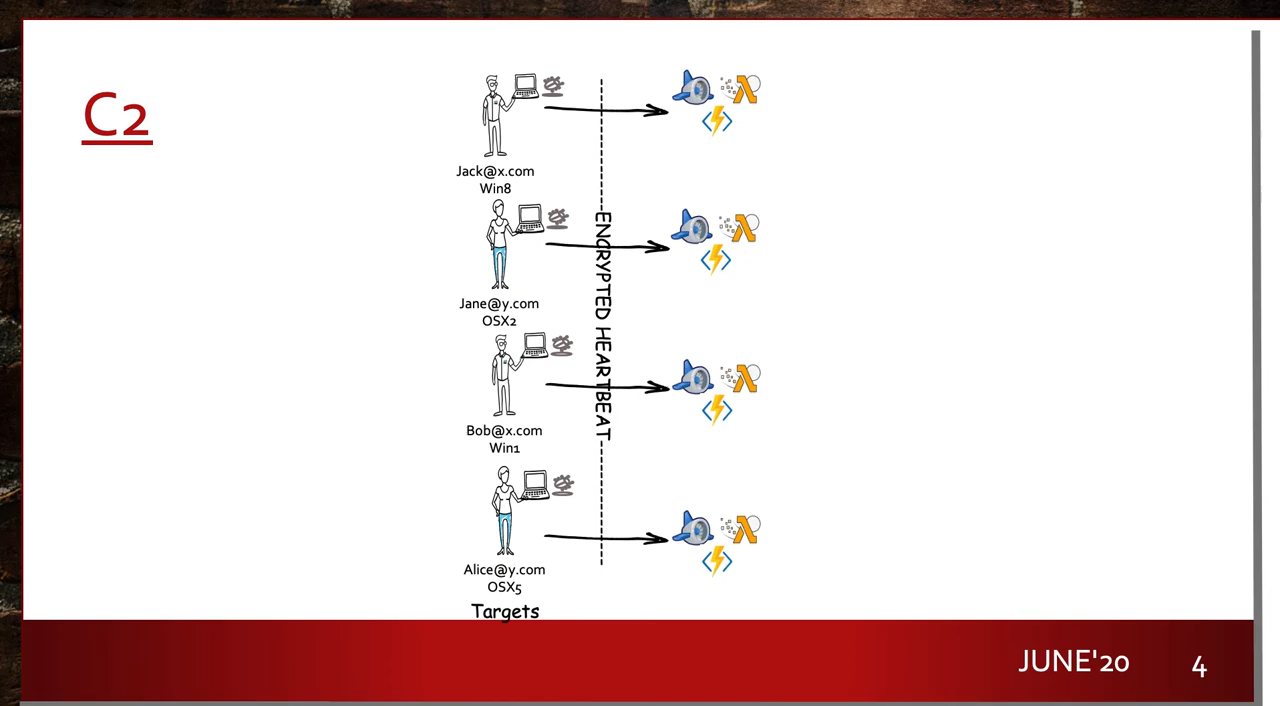 C2
Jack@x.com
Win8
Jane@y.com
OSX2
ENCRYPTED HEARTBEAT
Bob@x.com
Win1
Alice@y.com
OSX5
Targets
JUNE'20
4